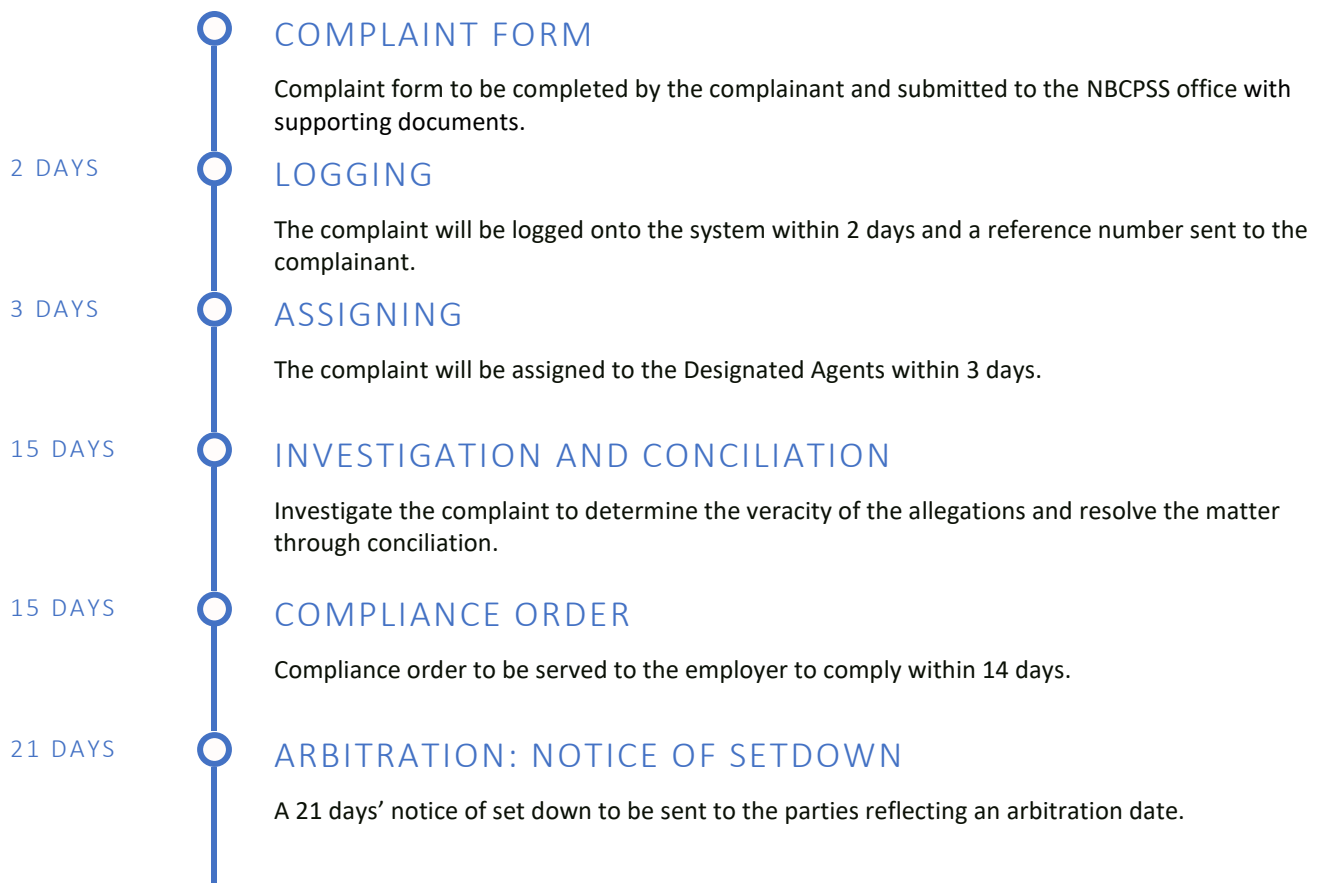 COMPLAINT FORM
Complaint form to be completed by the complainant and submitted to the NBCPSS office with
supporting documents.
2 DAYS
LOGGING
The complaint will be logged onto the system within 2 days and a reference number sent to the
complainant.
3 DAYS
ASSIGNING
The complaint will be assigned to the Designated Agents within 3 days.
15 DAYS
INVESTIGATION AND CONCILIATION
Investigate the complaint to determine the veracity of the allegations and resolve the matter
through conciliation.
15 DAYS
COMPLIANCE ORDER
Compliance order to be served to the employer to comply within 14 days.
21 DAYS
ARBITRATION: NOTICE OF SETDOWN
A 21 days’ notice of set down to be sent to the parties reflecting an arbitration date.